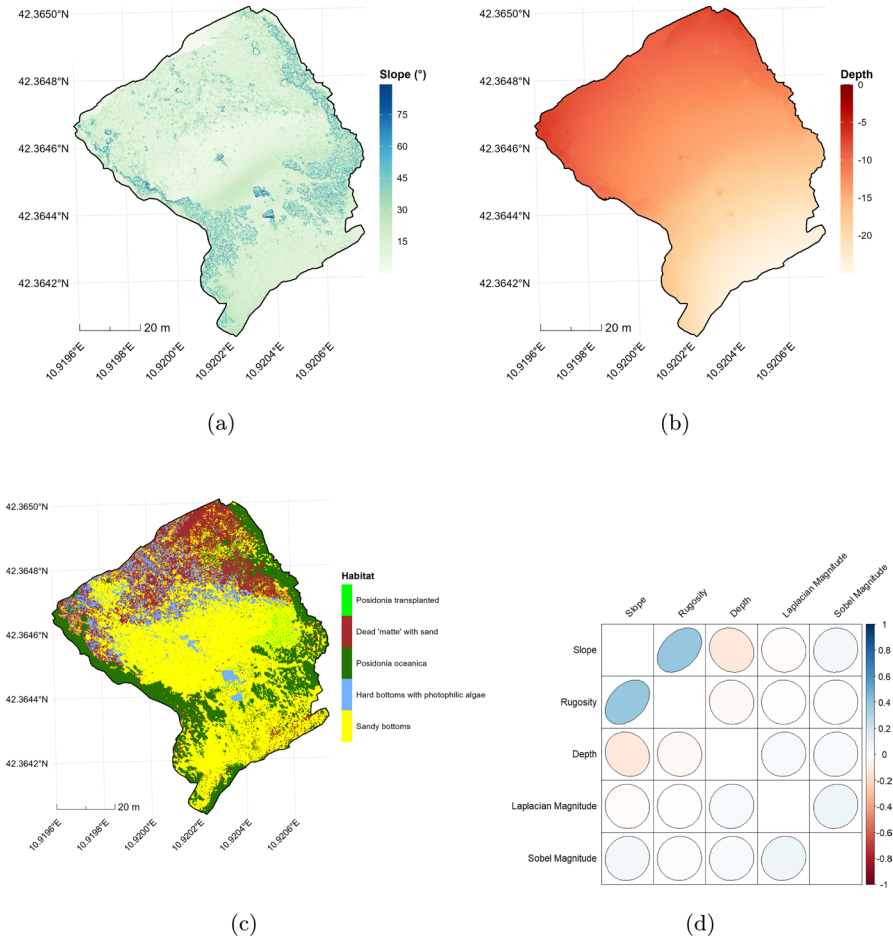 42.3650°N
42.3648°N
42.3646°N
42.3644°N
42.3642°N
Slope (°)
75
60
45
30
15
20 m
10.9196°E
10.9198°E
10.9200°E
10.9202°E
10.9204°E
10.9206°E
(a)
42.3650°N
42.3648°N
42.3646°N
42.3644°N
42.3642°N
Depth
0
-5
-10
-15
-20
20 m
10.9196°E
10.9198°E
10.9200°E
10.9202°E
10.9204°E
10.9206°E
(b)
42.3650°N
42.3648°N
42.3646°N
42.3644°N
42.3642°N
Habitat
Posidonia transplanted
Dead 'matte' with sand
Posidonia oceanica
Hard bottoms with photophilic algae
Sandy bottoms
20 m
10.9196°E
10.9198°E
10.9200°E
10.9202°E
10.9204°E
10.9206°E
(c)
Slope
Rugosity
Depth
Laplacian Magnitude
Sobel Magnitude
Slope
Rugosity
Depth
Laplacian Magnitude
Sobel Magnitude
1
0.8
0.6
0.4
0.2
0
-0.2
-0.4
-0.6
-0.8
-1
(d)